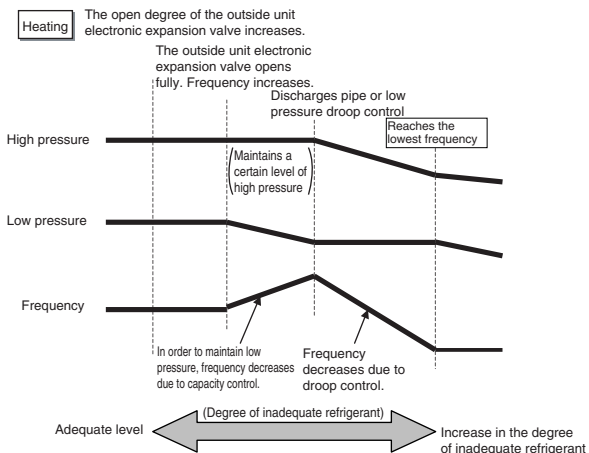 Heating
The open degree of the outside unit
electronic expansion valve increases.
The outside unit electronic
expansion valve opens
fully. Frequency increases.
Discharges pipe or low
pressure droop control
Reaches the
lowest frequency
High pressure
(Maintains a
certain level of
high pressure)
Low pressure
Frequency
In order to maintain low
pressure, frequency decreases
due to capacity control.
Frequency
decreases due to
droop control.
(Degree of inadequate refrigerant)
Adequate level
Increase in the degree
of inadequate refrigerant